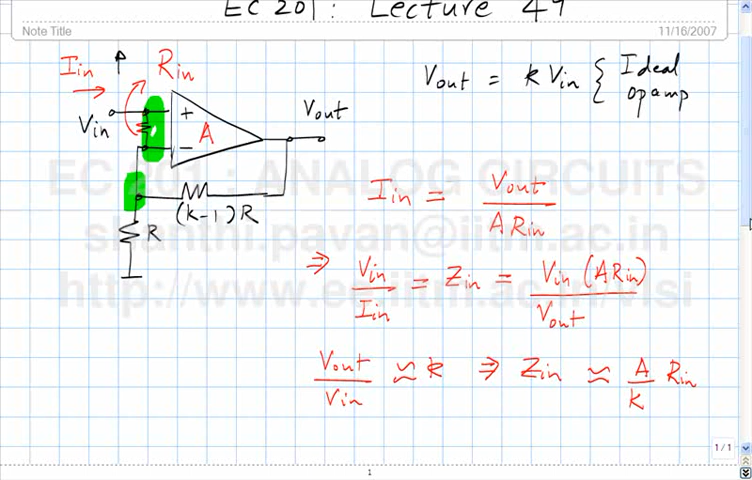 EC 201: Lecture 49
Note Title
11/16/2007
Iin
Rin
Vout = k Vin { Ideal opamp
Vin
+
A
−
Vout
(k-1)R
R
Iin = Vout / A Rin
⇒ Vin / Iin = Zin = Vin (A Rin) / Vout
Vout / Vin ≈ k ⇒ Zin ≈ A / k Rin
EC 201: ANALOG CIRCUITS
1/1
1